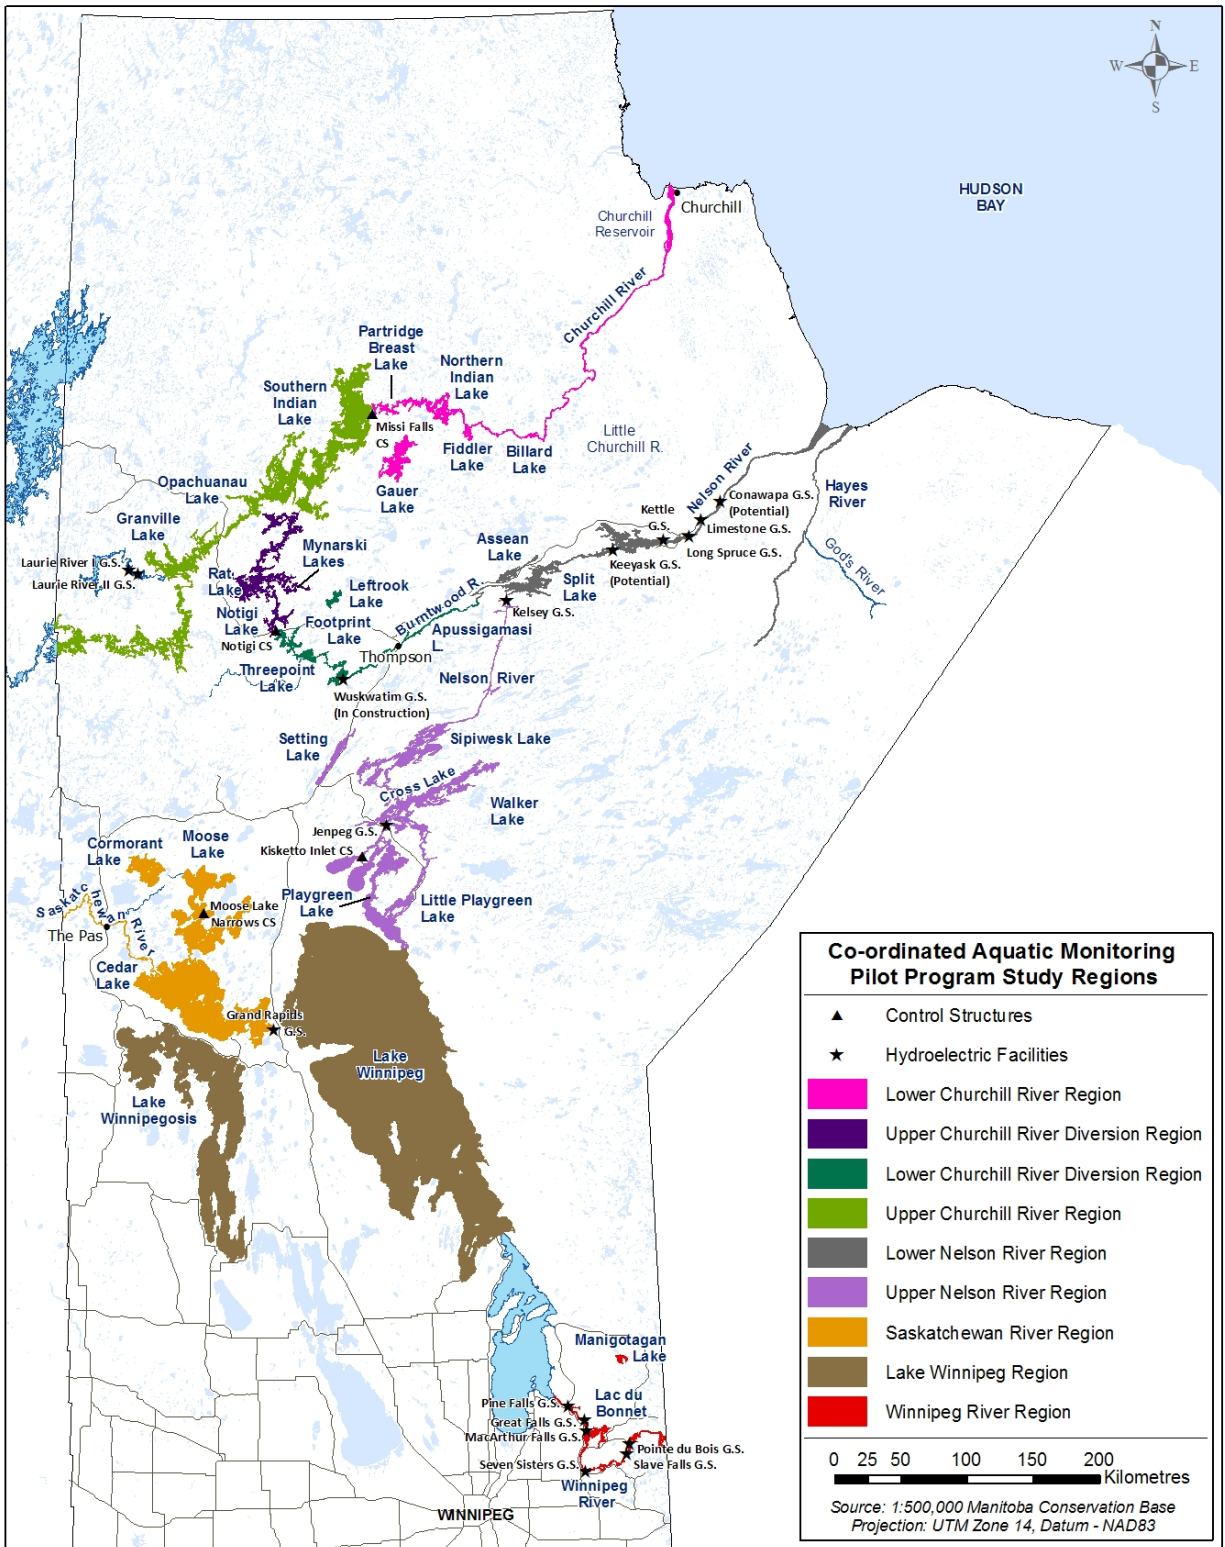 N
W E
S
HUDSON
BAY
Churchill
Churchill
Reservoir
Churchill River
Partridge
Breast
Lake
Northern
Indian
Lake
Southern
Indian
Lake
Missi Falls
CS
Fiddler
Lake
Billard
Lake
Little
Churchill R.
Gauer
Lake
Opachuanau
Lake
Granville
Lake
Laurie River I G.S.
Laurie River II G.S.
Rat
Lake
Mynarski
Lakes
Notigi
Lake
Notigi CS
Leftrook
Lake
Footprint
Lake
Threepoint
Lake
Burntwood R.
Thompson
Wuskwatim G.S.
(In Construction)
Apussigamasi
L.
Assean
Lake
Split
Lake
Kelsey G.S.
Kettle
G.S.
Keeyask G.S.
(Potential)
Nelson River
Conawapa G.S.
(Potential)
Limestone G.S.
Long Spruce G.S.
Hayes
River
God's River
Nelson River
Setting
Lake
Sipiwesk Lake
Cross Lake
Walker
Lake
Jenpeg G.S.
Kisketto Inlet CS
Playgreen
Lake
Little Playgreen
Lake
Cormorant
Lake
Moose
Lake
Moose Lake
Narrows CS
Saskatchewan River
The Pas
Cedar
Lake
Grand Rapids
G.S.
Lake
Winnipeg
Lake
Winnipegosis
Manigotagan
Lake
Lac du
Bonnet
Pine Falls G.S.
Great Falls G.S.
MacArthur Falls G.S.
Seven Sisters G.S.
Pointe du Bois G.S.
Slave Falls G.S.
Winnipeg
River
WINNIPEG
Co-ordinated Aquatic Monitoring
Pilot Program Study Regions
Control Structures
Hydroelectric Facilities
Lower Churchill River Region
Upper Churchill River Diversion Region
Lower Churchill River Diversion Region
Upper Churchill River Region
Lower Nelson River Region
Upper Nelson River Region
Saskatchewan River Region
Lake Winnipeg Region
Winnipeg River Region
0 25 50 100 150 200
Kilometres
Source: 1:500,000 Manitoba Conservation Base
Projection: UTM Zone 14, Datum - NAD83